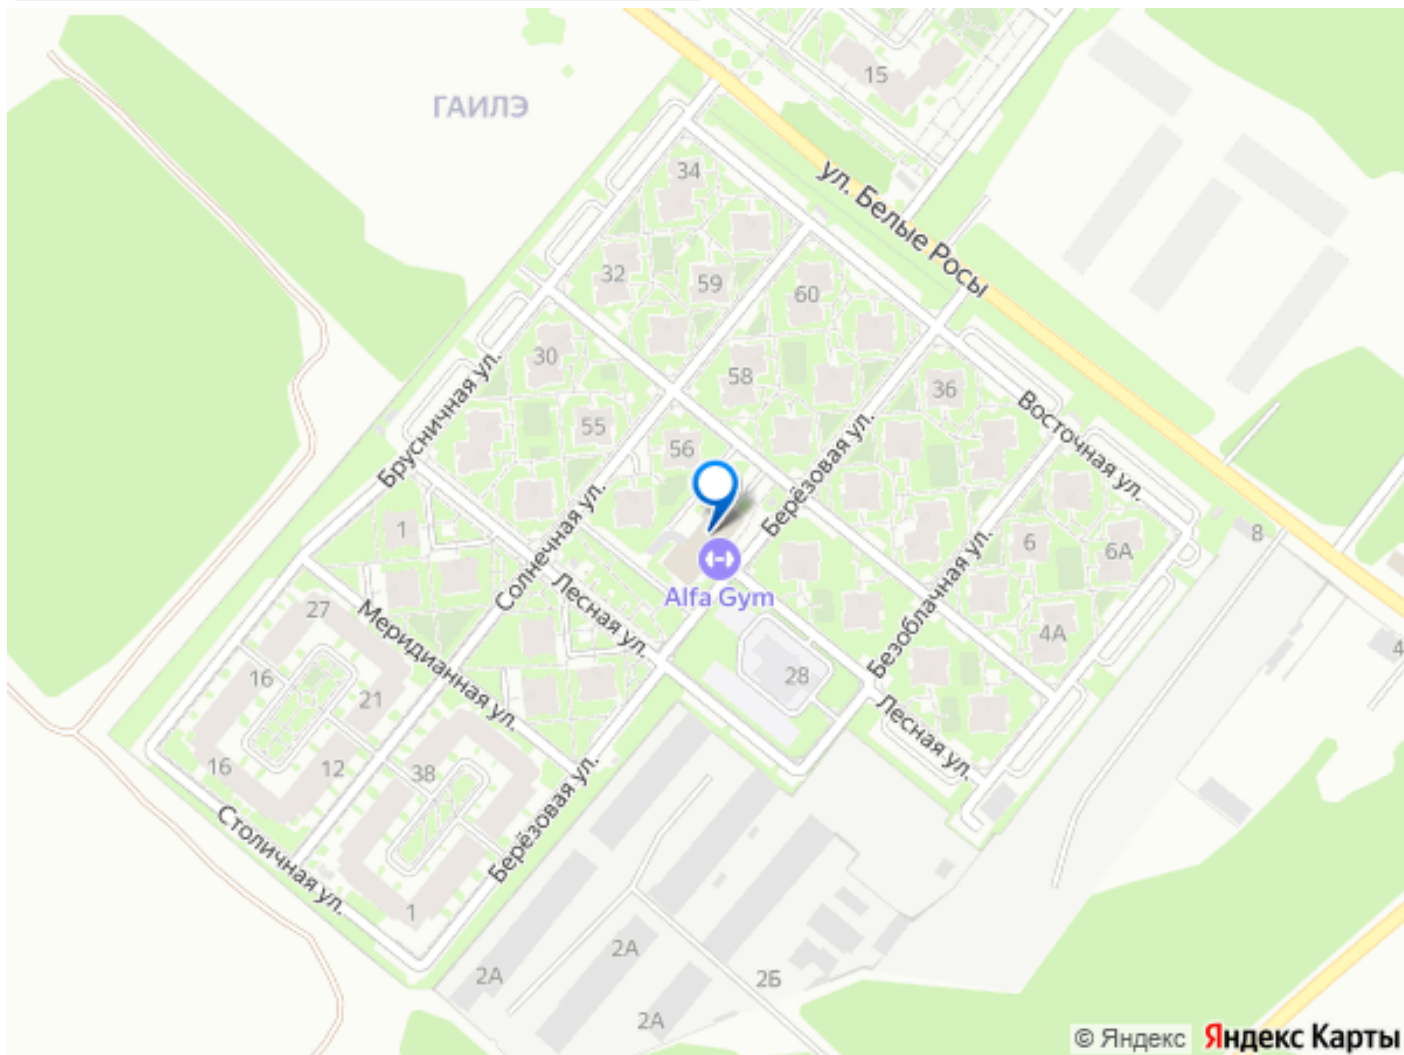 15
ГАИЛЭ
34
ул. Белые Росы
32
59
60
30
58
36
Брусничная ул.
Восточная ул.
55
56
Берёзовая ул.
1
Солнечная ул.
6
6А
8
Alfa Gym
Безоблачная ул.
27
Меридианная ул.
Лесная ул.
4А
4
16
21
28
Лесная ул.
16
12
38
Столичная ул.
Берёзовая ул.
1
2А
2А
2Б
2А
© Яндекс Яндекс Карты